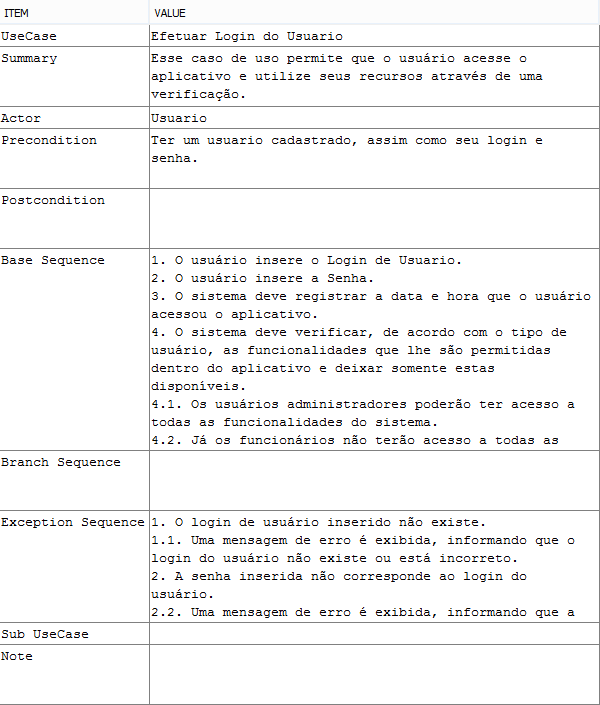 ITEM VALUE
UseCase Efetuar Login do Usuario
Summary Esse caso de uso permite que o usuário acesse o
aplicativo e utilize seus recursos através de uma
verificação.
Actor Usuario
Precondition Ter um usuario cadastrado, assim como seu login e
senha.
Postcondition
Base Sequence 1. O usuário insere o Login de Usuario.
2. O usuário insere a Senha.
3. O sistema deve registrar a data e hora que o usuário
acessou o aplicativo.
4. O sistema deve verificar, de acordo com o tipo de
usuário, as funcionalidades que lhe são permitidas
dentro do aplicativo e deixar somente estas
disponíveis.
4.1. Os usuários administradores poderão ter acesso a
todas as funcionalidades do sistema.
4.2. Já os funcionários não terão acesso a todas as
Branch Sequence
Exception Sequence 1. O login de usuário inserido não existe.
1.1. Uma mensagem de erro é exibida, informando que o
login do usuário não existe ou está incorreto.
2. A senha inserida não corresponde ao login do
usuário.
2.2. Uma mensagem de erro é exibida, informando que a
Sub UseCase
Note